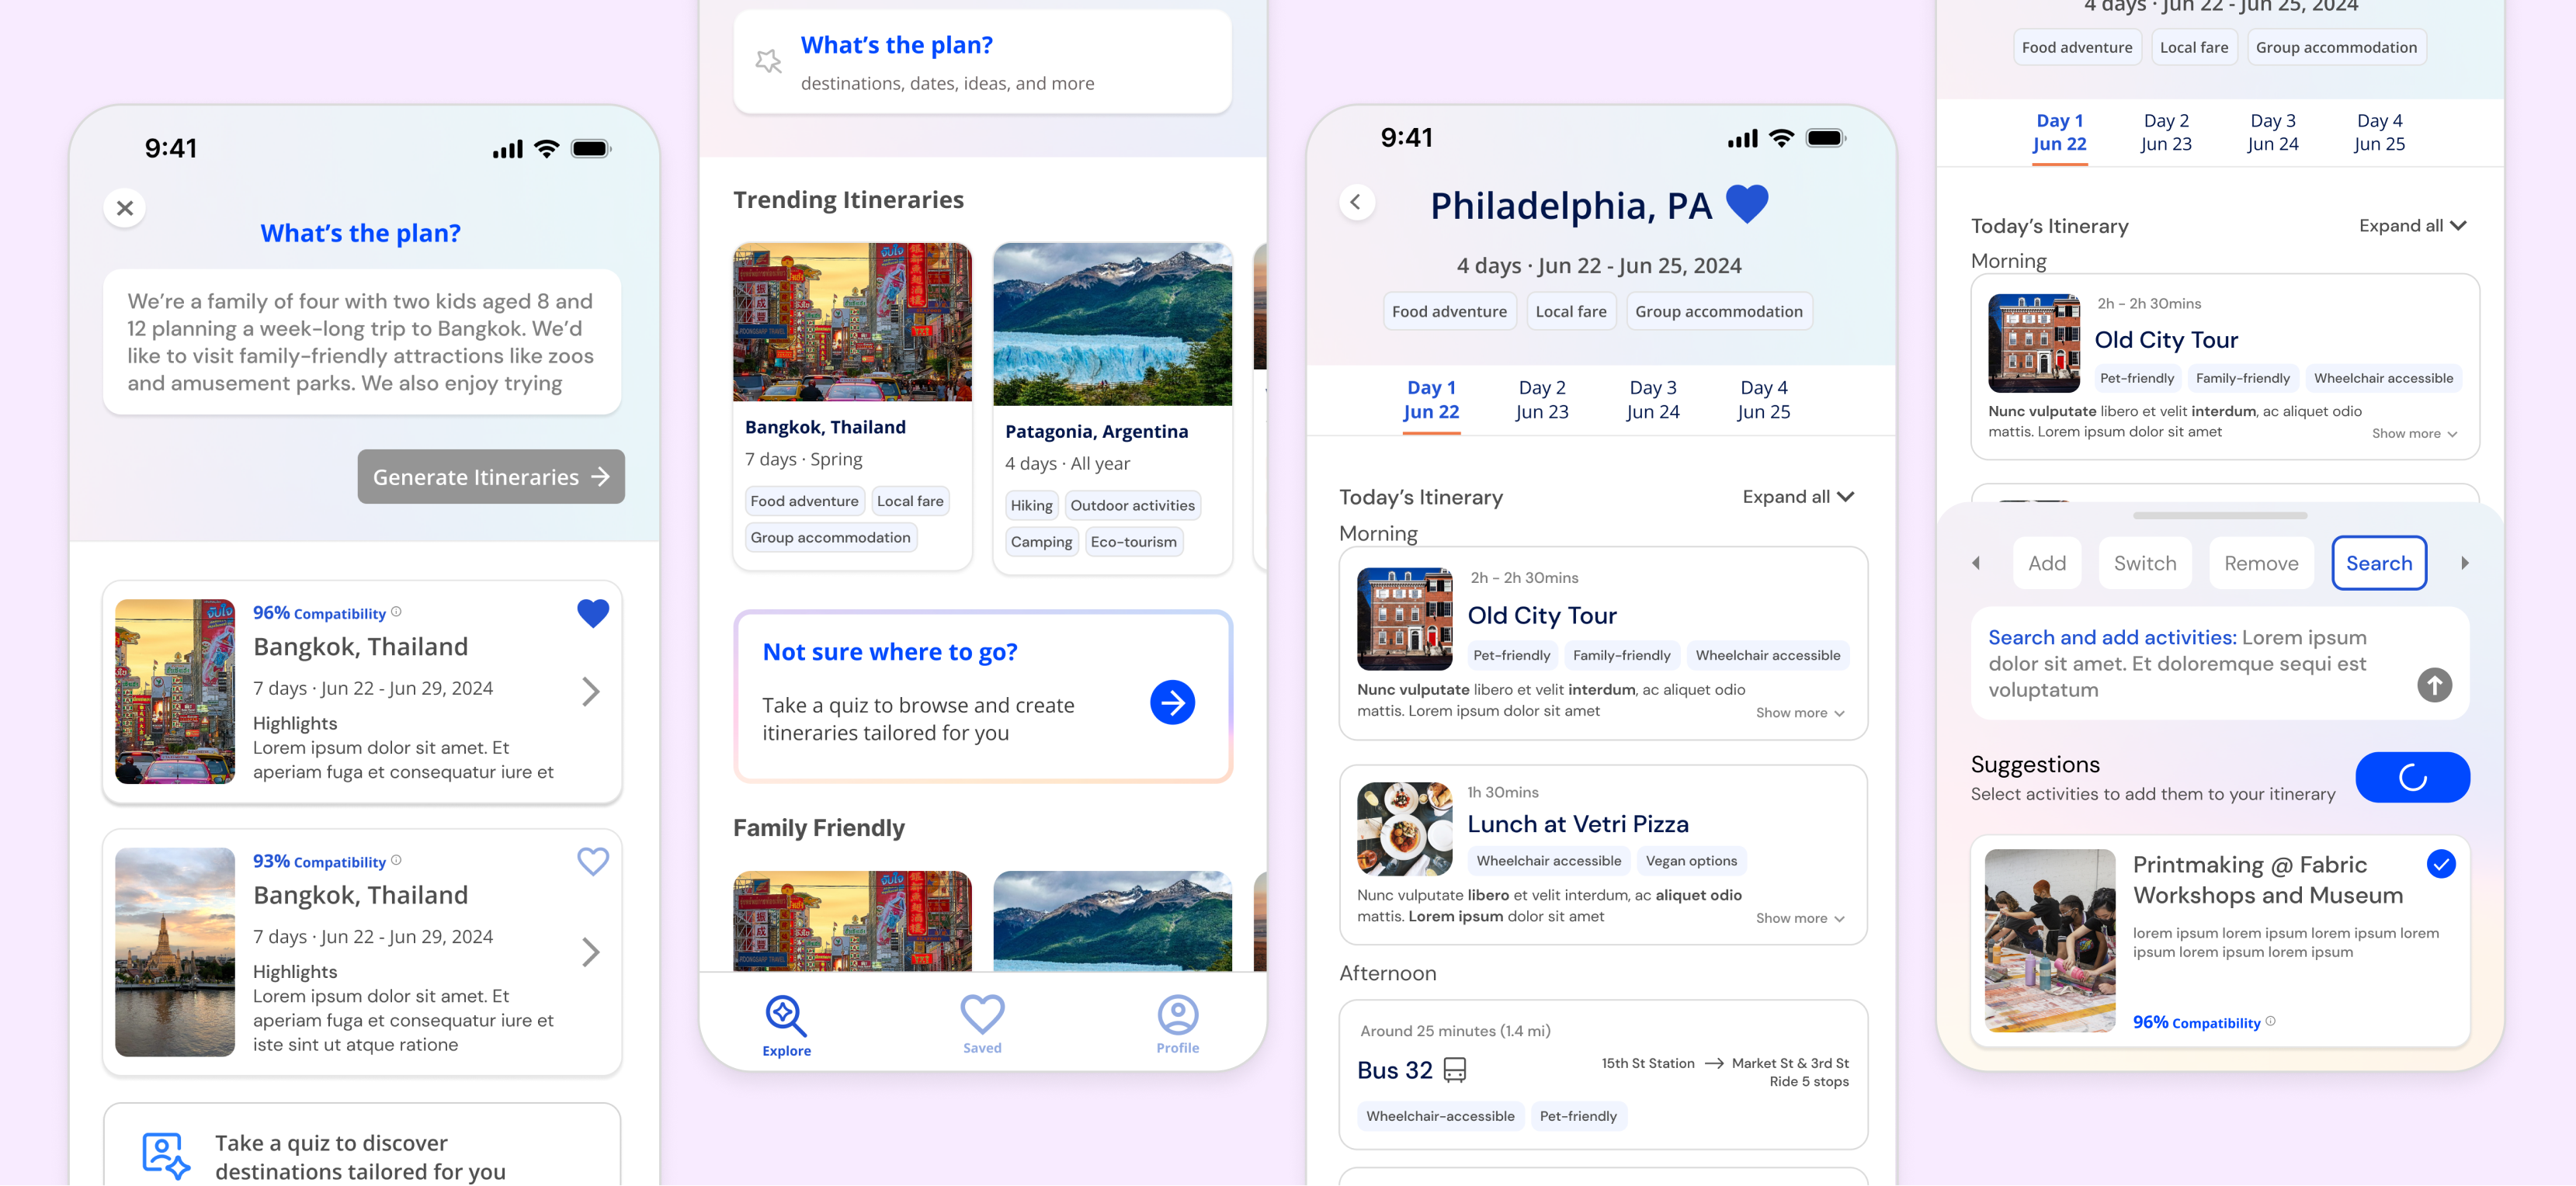 9:41
What's the plan?
We're a family of four with two kids aged 8 and
12 planning a week-long trip to Bangkok. We'd
like to visit family-friendly attractions like zoos
and amusement parks. We also enjoy trying
Generate Itineraries
96% Compatibility
Bangkok, Thailand
7 days · Jun 22 - Jun 29, 2024
Highlights
Lorem ipsum dolor sit amet. Et
aperiam fuga et consequatur iure et
93% Compatibility
Bangkok, Thailand
7 days · Jun 22 - Jun 29, 2024
Highlights
Lorem ipsum dolor sit amet. Et
aperiam fuga et consequatur iure et
iste sint ut atque ratione
Take a quiz to discover
destinations tailored for you
What's the plan?
destinations, dates, ideas, and more
Trending Itineraries
Bangkok, Thailand
7 days · Spring
Food adventure Local fare
Group accommodation
Patagonia, Argentina
4 days · All year
Hiking Outdoor activities
Camping Eco-tourism
Not sure where to go?
Take a quiz to browse and create
itineraries tailored for you
Family Friendly
Explore Saved Profile
9:41
Philadelphia, PA
4 days · Jun 22 - Jun 25, 2024
Food adventure Local fare Group accommodation
Day 1 Day 2 Day 3 Day 4
Jun 22 Jun 23 Jun 24 Jun 25
Today's Itinerary Expand all
Morning
2h - 2h 30mins
Old City Tour
Pet-friendly Family-friendly Wheelchair accessible
Nunc vulputate libero et velit interdum, ac aliquet odio
mattis. Lorem ipsum dolor sit amet Show more
1h 30mins
Lunch at Vetri Pizza
Wheelchair accessible Vegan options
Nunc vulputate libero et velit interdum, ac aliquet odio
mattis. Lorem ipsum dolor sit amet Show more
Afternoon
Around 25 minutes (1.4 mi)
Bus 32 15th St Station → Market St & 3rd St
Ride 5 stops
Wheelchair-accessible Pet-friendly
4 days · Jun 22 - Jun 25, 2024
Food adventure Local fare Group accommodation
Day 1 Day 2 Day 3 Day 4
Jun 22 Jun 23 Jun 24 Jun 25
Today's Itinerary Expand all
Morning
2h - 2h 30mins
Old City Tour
Pet-friendly Family-friendly Wheelchair accessible
Nunc vulputate libero et velit interdum, ac aliquet odio
mattis. Lorem ipsum dolor sit amet Show more
Add Switch Remove Search
Search and add activities: Lorem ipsum
dolor sit amet. Et doloremque sequi est
voluptatum
Suggestions
Select activities to add them to your itinerary
Printmaking @ Fabric
Workshops and Museum
lorem ipsum lorem ipsum lorem ipsum lorem
ipsum lorem ipsum lorem ipsum
96% Compatibility